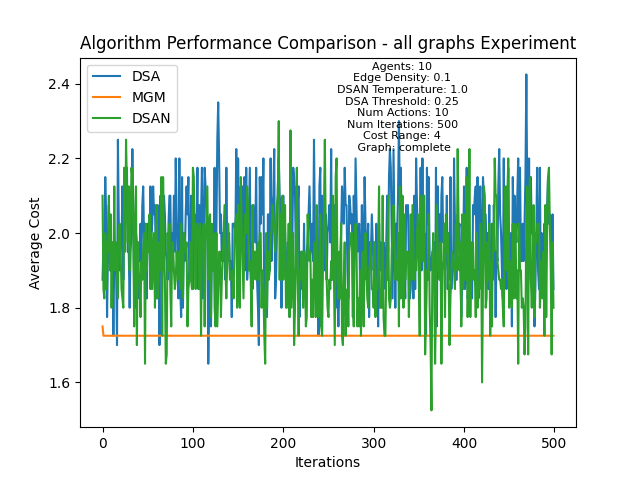 Algorithm Performance Comparison - all graphs Experiment
DSA
MGM
DSAN
Agents: 10
Edge Density: 0.1
DSAN Temperature: 1.0
DSA Threshold: 0.25
Num Actions: 10
Num Iterations: 500
Cost Range: 4
Graph: complete
Average Cost
2.4
2.2
2.0
1.8
1.6
0
100
200
300
400
500
Iterations